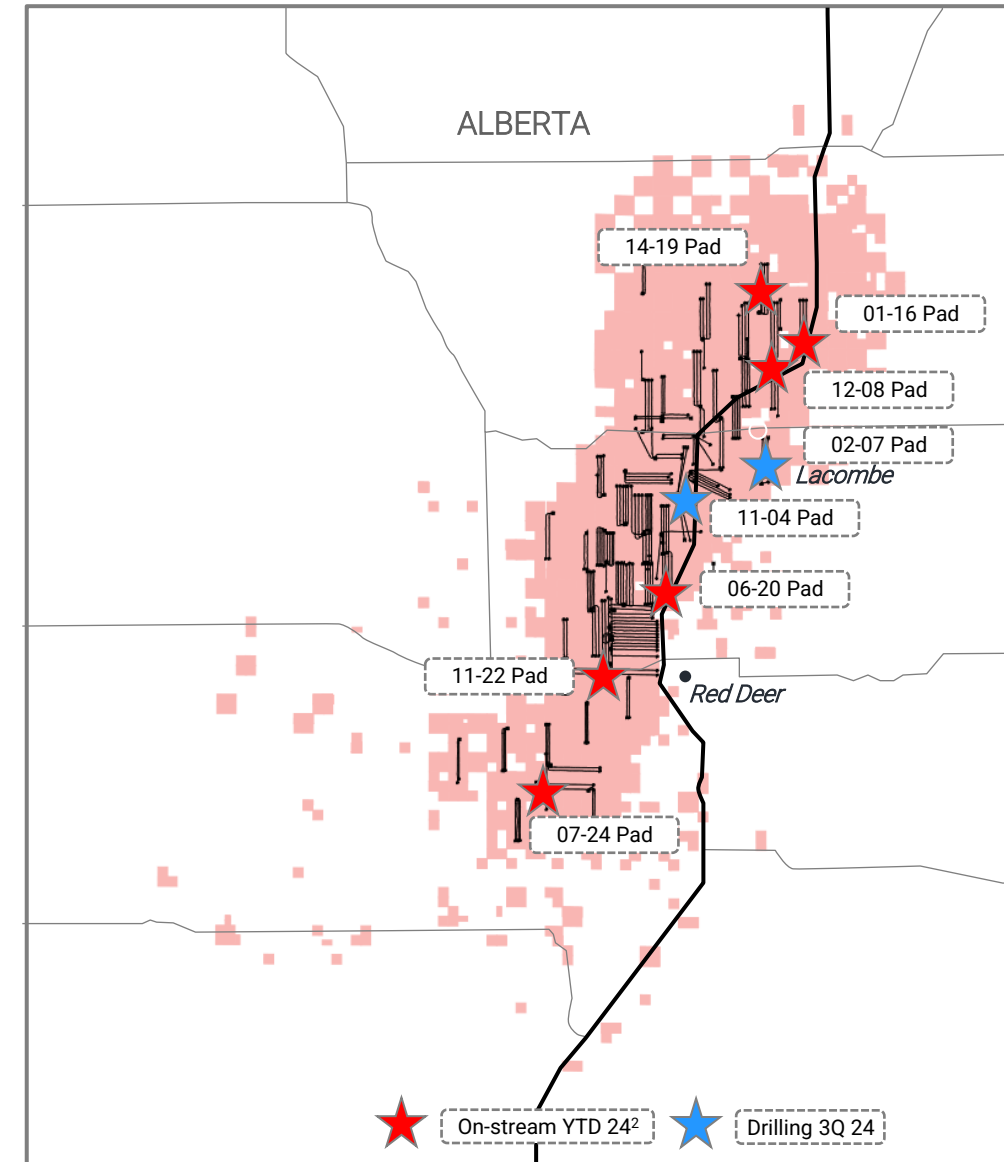 ALBERTA
14-19 Pad
01-16 Pad
12-08 Pad
02-07 Pad
Lacombe
11-04 Pad
06-20 Pad
11-22 Pad
Red Deer
07-24 Pad
On-stream YTD 24²
Drilling 3Q 24